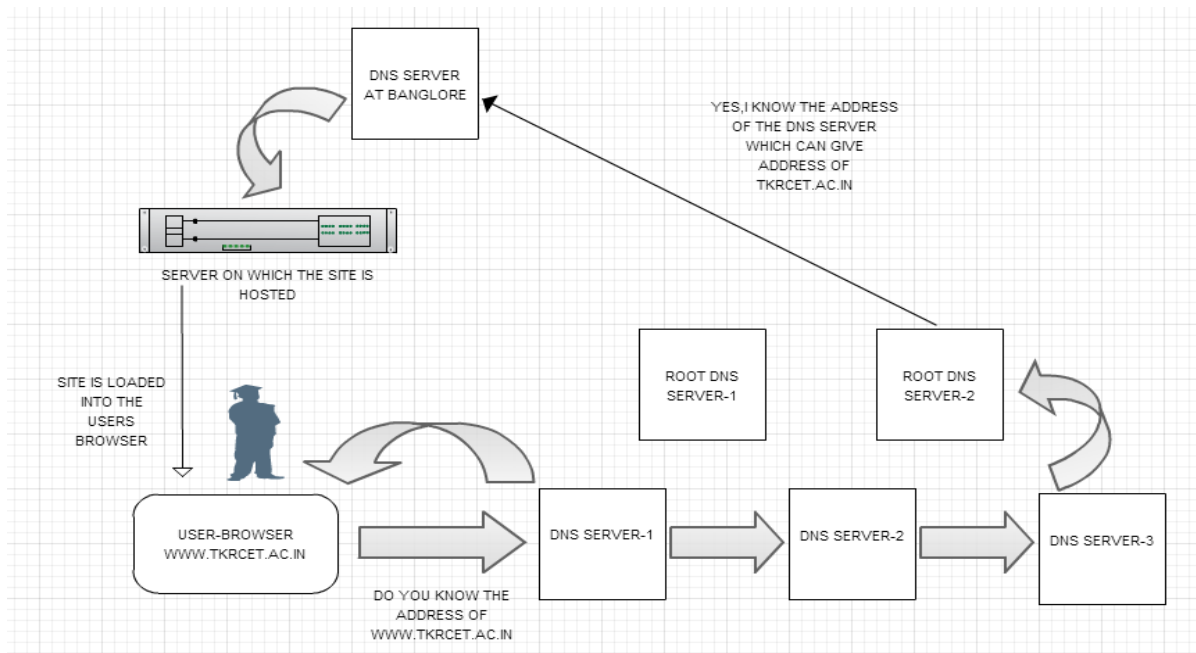 DNS SERVER
AT BANGLORE
YES,I KNOW THE ADDRESS
OF THE DNS SERVER
WHICH CAN GIVE
ADDRESS OF
TKRCET.AC.IN
SERVER ON WHICH THE SITE IS
HOSTED
SITE IS LOADED
INTO THE
USERS
BROWSER
ROOT DNS
SERVER-1
ROOT DNS
SERVER-2
USER-BROWSER
WWW.TKRCET.AC.IN
DNS SERVER-1
DNS SERVER-2
DNS SERVER-3
DO YOU KNOW THE
ADDRESS OF
WWW.TKRCET.AC.IN